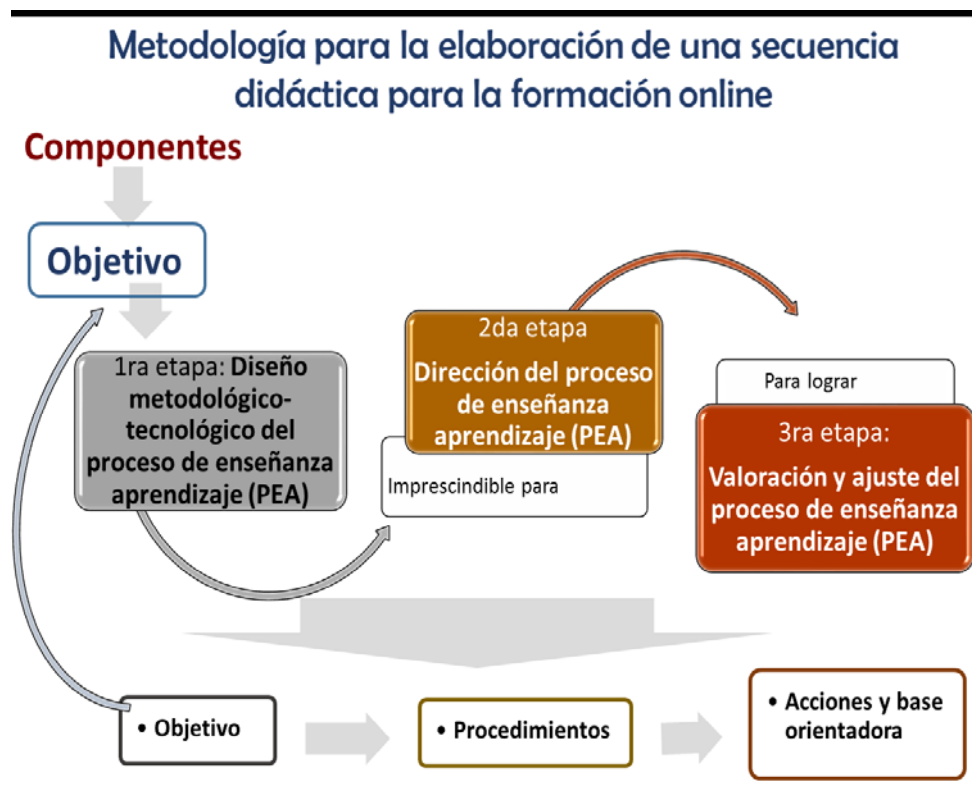 Metodología para la elaboración de una secuencia
didáctica para la formación online
Componentes
Objetivo
1ra etapa: Diseño
metodológico-
tecnológico del
proceso de enseñanza
aprendizaje (PEA)
2da etapa
Dirección del proceso
de enseñanza
aprendizaje (PEA)
Imprescindible para
Para lograr
3ra etapa:
Valoración y ajuste del
proceso de enseñanza
aprendizaje (PEA)
• Objetivo
• Procedimientos
• Acciones y base
orientadora